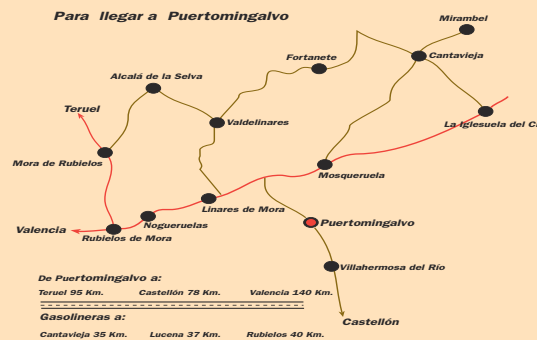 Para llegar a Puertomingalvo
Mirambel
Fortanete
Cantavieja
Alcalá de la Selva
Teruel
Valdelinares
La Iglesuela del C
Mora de Rubielos
Mosqueruela
Linares de Mora
Nogueruelas
Puertomingalvo
Valencia
Rubielos de Mora
Villahermosa del Río
De Puertomingalvo a:
Teruel 95 Km. Castellón 78 Km. Valencia 140 Km.
Gasolineras a:
Castellón
Cantavieja 35 Km. Lucena 37 Km. Rubielos 40 Km.